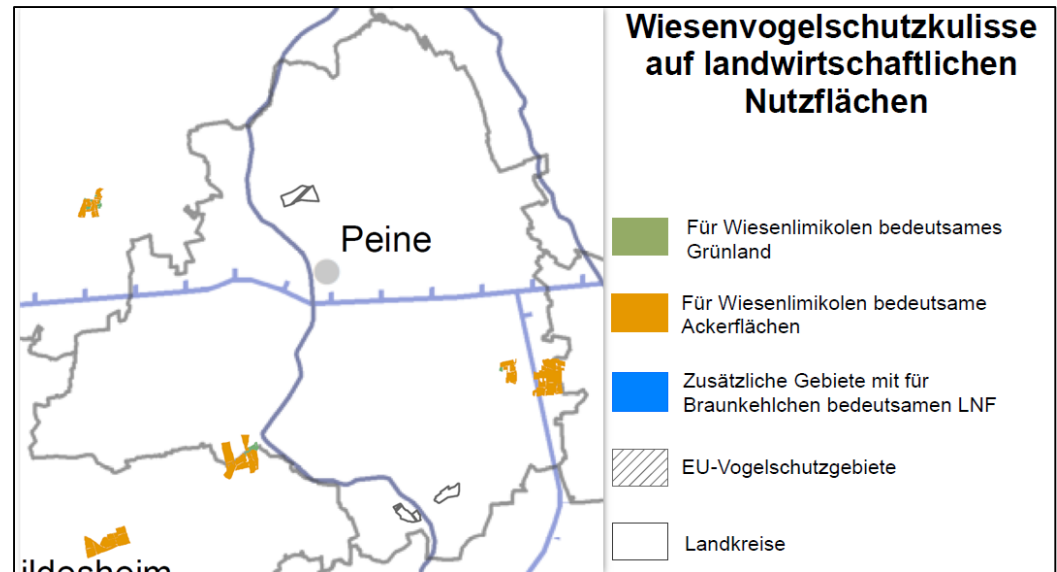 Wiesenvogelschutzkulisse
auf landwirtschaftlichen
Nutzflächen
Peine
Für Wiesenlimikolen bedeutsames
Grünland
Für Wiesenlimikolen bedeutsame
Ackerflächen
Zusätzliche Gebiete mit für
Braunkehlchen bedeutsamen LNF
EU-Vogelschutzgebiete
Landkreise
ildesheim